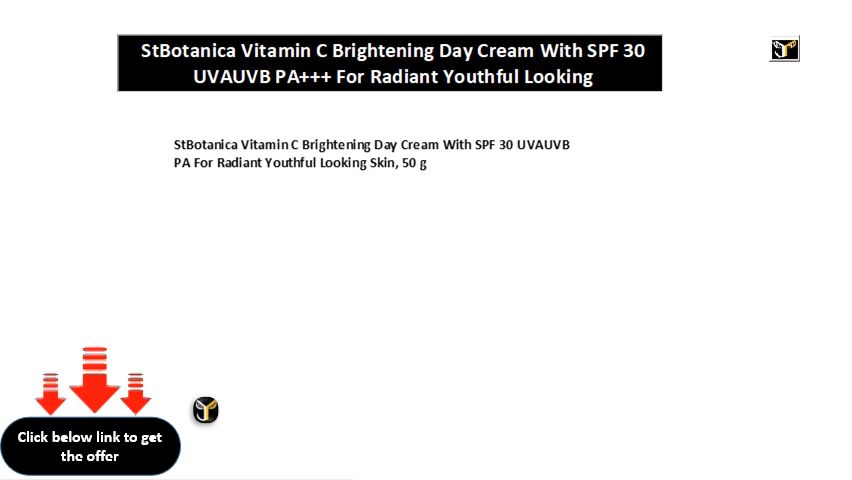 StBotanica Vitamin C Brightening Day Cream With SPF 30
UVAUVB PA+++ For Radiant Youthful Looking
StBotanica Vitamin C Brightening Day Cream With SPF 30 UVAUVB
PA For Radiant Youthful Looking Skin, 50 g
Click below link to get
the offer